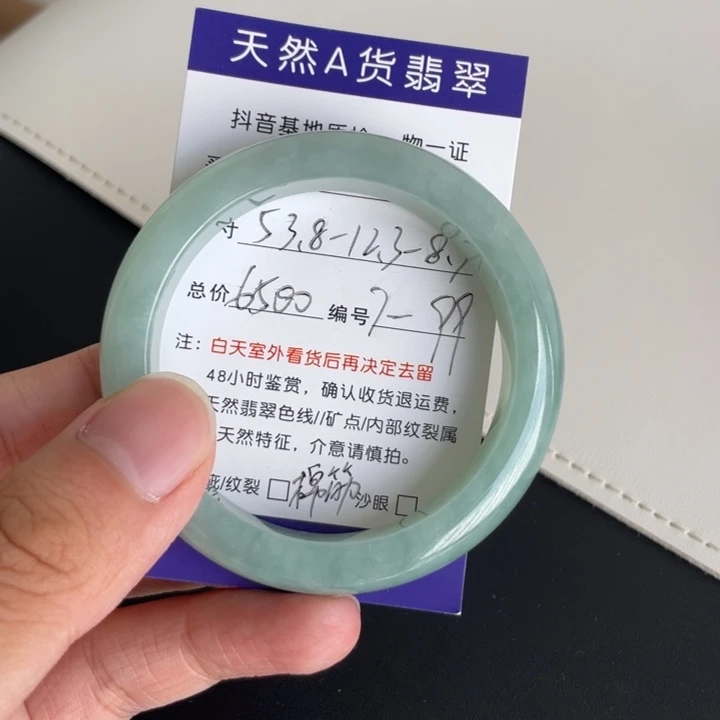 天然A货翡翠
抖音基地质检 一物一证
寸 53.8-12.3-8.7
总价 6500 编号 7-99
注：白天室外看货后再决定去留
48小时鉴赏，确认收货退运费，
天然翡翠色线//矿点/内部纹裂属
天然特征，介意请慎拍。
/纹裂 □ 棉 沙眼 □